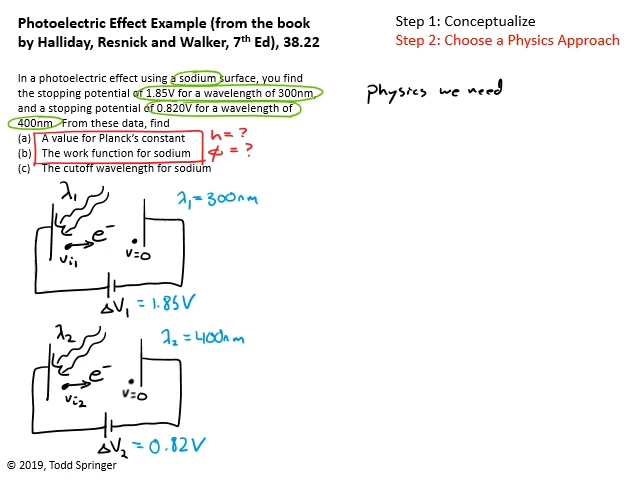 Photoelectric Effect Example (from the book
by Halliday, Resnick and Walker, 7th Ed), 38.22
Step 1: Conceptualize
Step 2: Choose a Physics Approach
In a photoelectric effect using a sodium surface, you find
the stopping potential of 1.85V for a wavelength of 300nm,
and a stopping potential of 0.820V for a wavelength of
400nm. From these data, find
(a) A value for Planck's constant
(b) The work function for sodium
(c) The cutoff wavelength for sodium
h = ?
ϕ = ?
Physics we need
λ₁
λ₁ = 300nm
e⁻
vᵢ₁
v=0
ΔV₁ = 1.85V
λ₂
λ₂ = 400nm
e⁻
vᵢ₂
v=0
ΔV₂ = 0.82V
© 2019, Todd Springer